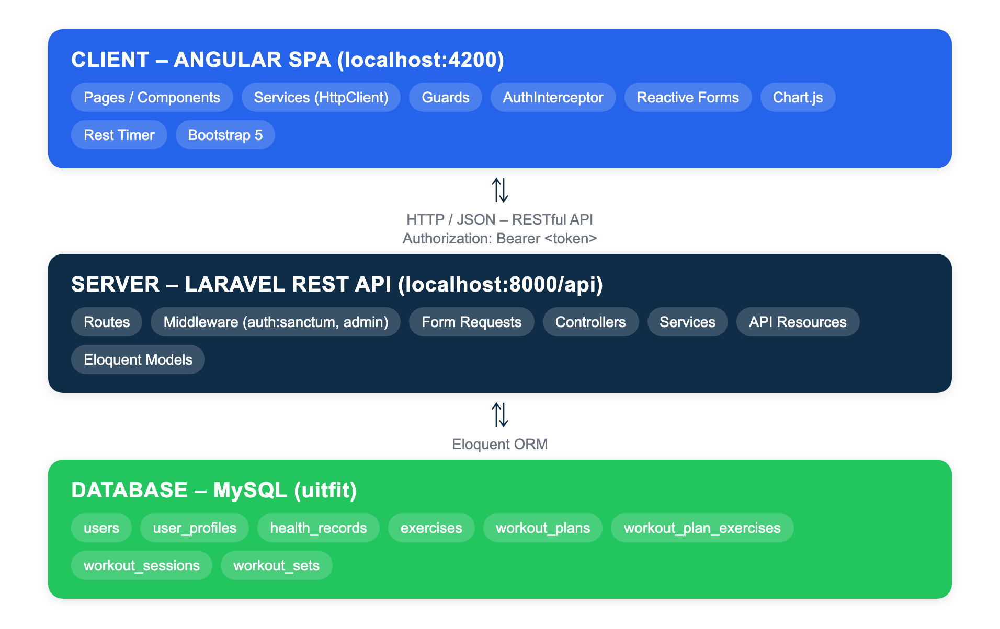 CLIENT – ANGULAR SPA (localhost:4200)
Pages / Components Services (HttpClient) Guards AuthInterceptor Reactive Forms Chart.js
Rest Timer Bootstrap 5
HTTP / JSON – RESTful API
Authorization: Bearer <token>
SERVER – LARAVEL REST API (localhost:8000/api)
Routes Middleware (auth:sanctum, admin) Form Requests Controllers Services API Resources
Eloquent Models
Eloquent ORM
DATABASE – MySQL (uitfit)
users user_profiles health_records exercises workout_plans workout_plan_exercises
workout_sessions workout_sets